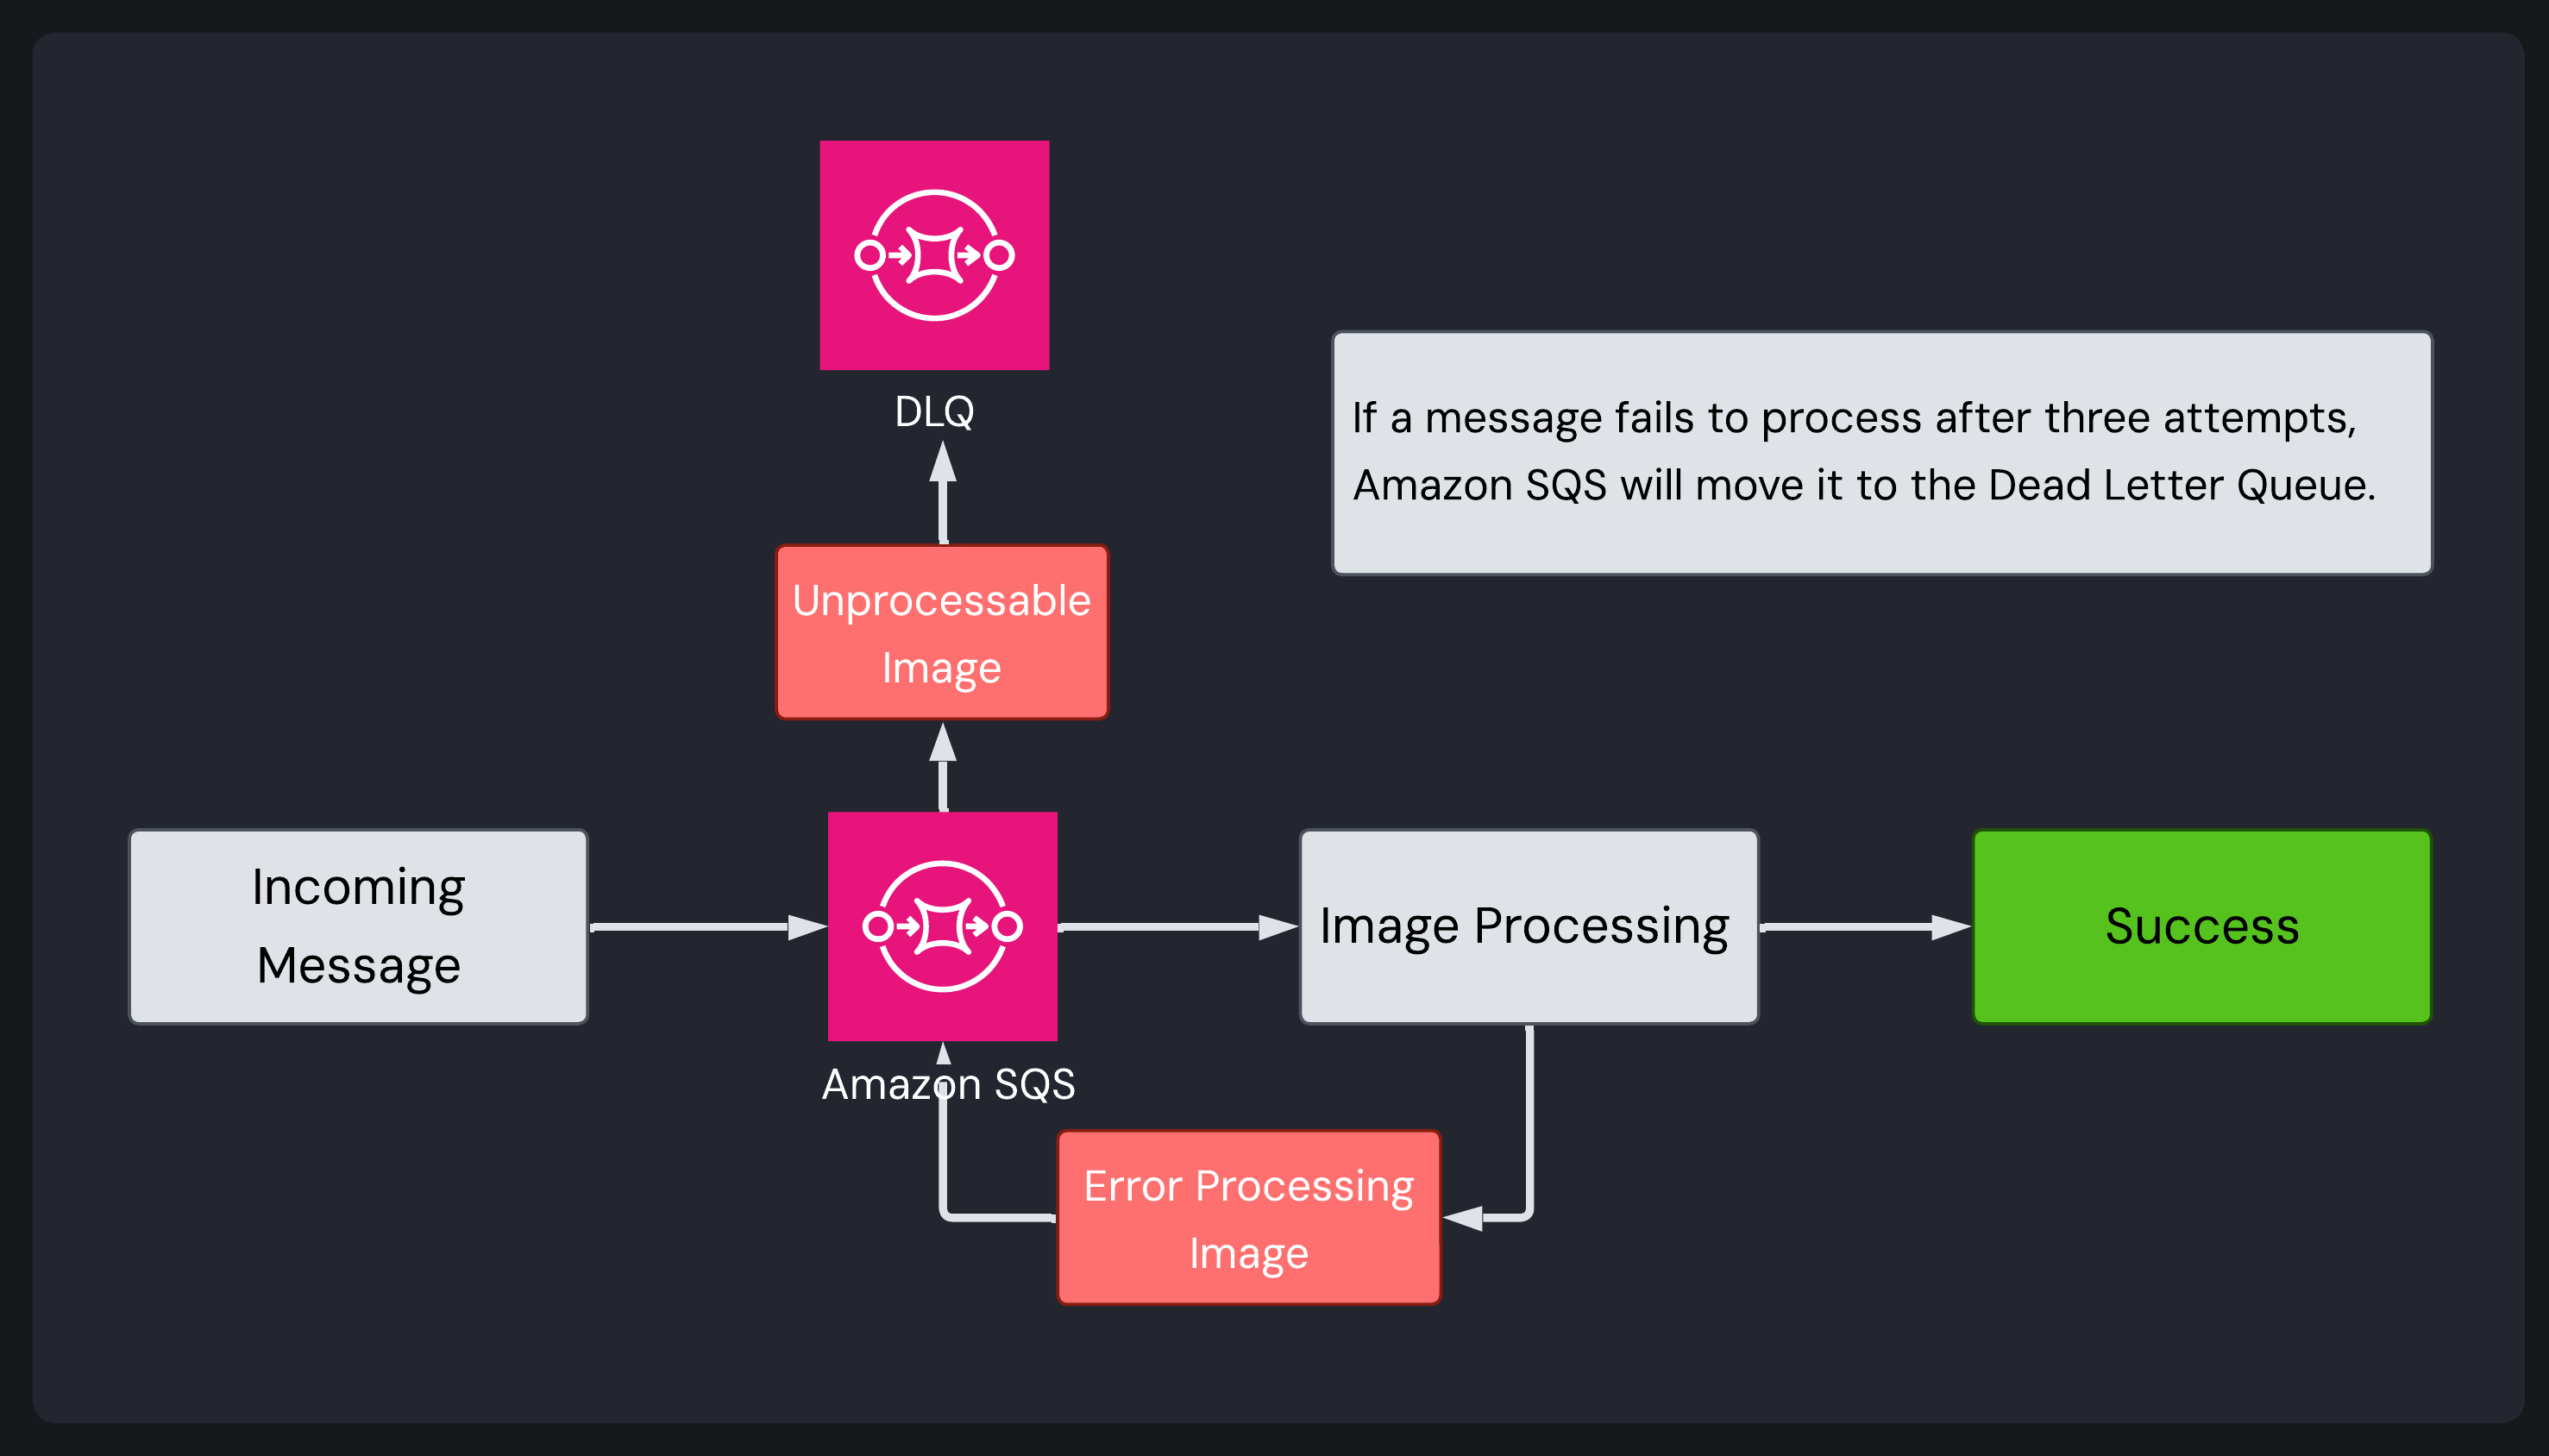 DLQ
If a message fails to process after three attempts,
Amazon SQS will move it to the Dead Letter Queue.
Unprocessable
Image
Incoming
Message
Image Processing
Success
Amazon SQS
Error Processing
Image